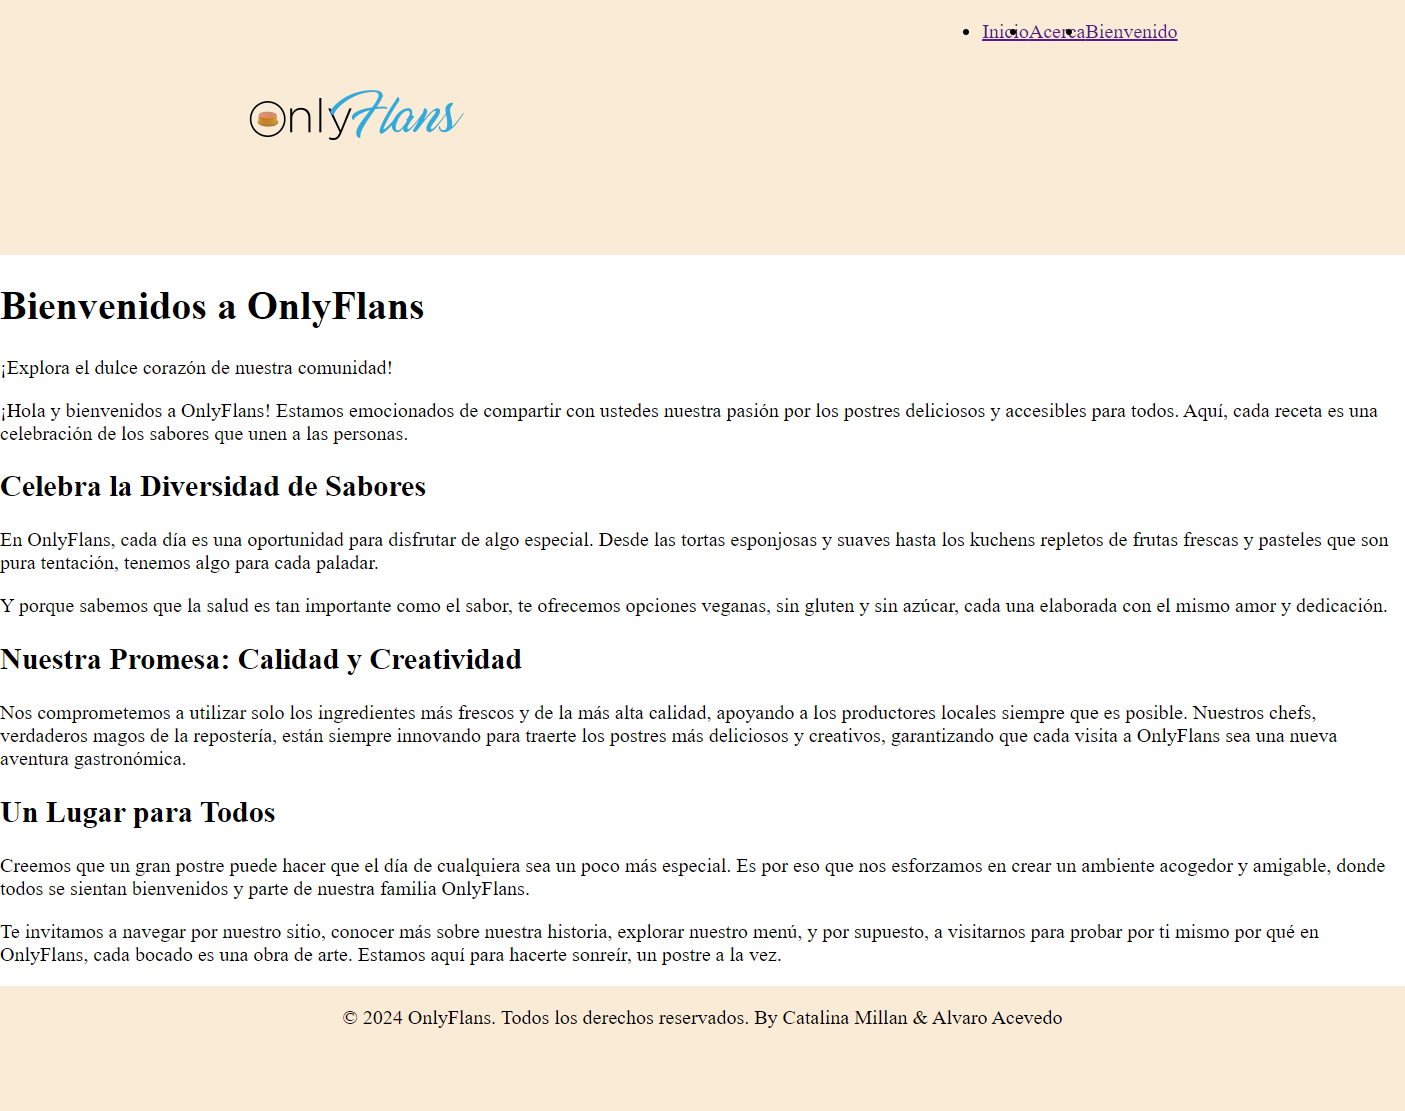 InicioAcercaBienvenido
OnlyFlans
Bienvenidos a OnlyFlans
¡Explora el dulce corazón de nuestra comunidad!
¡Hola y bienvenidos a OnlyFlans! Estamos emocionados de compartir con ustedes nuestra pasión por los postres deliciosos y accesibles para todos. Aquí, cada receta es una
celebración de los sabores que unen a las personas.
Celebra la Diversidad de Sabores
En OnlyFlans, cada día es una oportunidad para disfrutar de algo especial. Desde las tortas esponjosas y suaves hasta los kuchens repletos de frutas frescas y pasteles que son
pura tentación, tenemos algo para cada paladar.
Y porque sabemos que la salud es tan importante como el sabor, te ofrecemos opciones veganas, sin gluten y sin azúcar, cada una elaborada con el mismo amor y dedicación.
Nuestra Promesa: Calidad y Creatividad
Nos comprometemos a utilizar solo los ingredientes más frescos y de la más alta calidad, apoyando a los productores locales siempre que es posible. Nuestros chefs,
verdaderos magos de la repostería, están siempre innovando para traerte los postres más deliciosos y creativos, garantizando que cada visita a OnlyFlans sea una nueva
aventura gastronómica.
Un Lugar para Todos
Creemos que un gran postre puede hacer que el día de cualquiera sea un poco más especial. Es por eso que nos esforzamos en crear un ambiente acogedor y amigable, donde
todos se sientan bienvenidos y parte de nuestra familia OnlyFlans.
Te invitamos a navegar por nuestro sitio, conocer más sobre nuestra historia, explorar nuestro menú, y por supuesto, a visitarnos para probar por ti mismo por qué en
OnlyFlans, cada bocado es una obra de arte. Estamos aquí para hacerte sonreír, un postre a la vez.
© 2024 OnlyFlans. Todos los derechos reservados. By Catalina Millan & Alvaro Acevedo